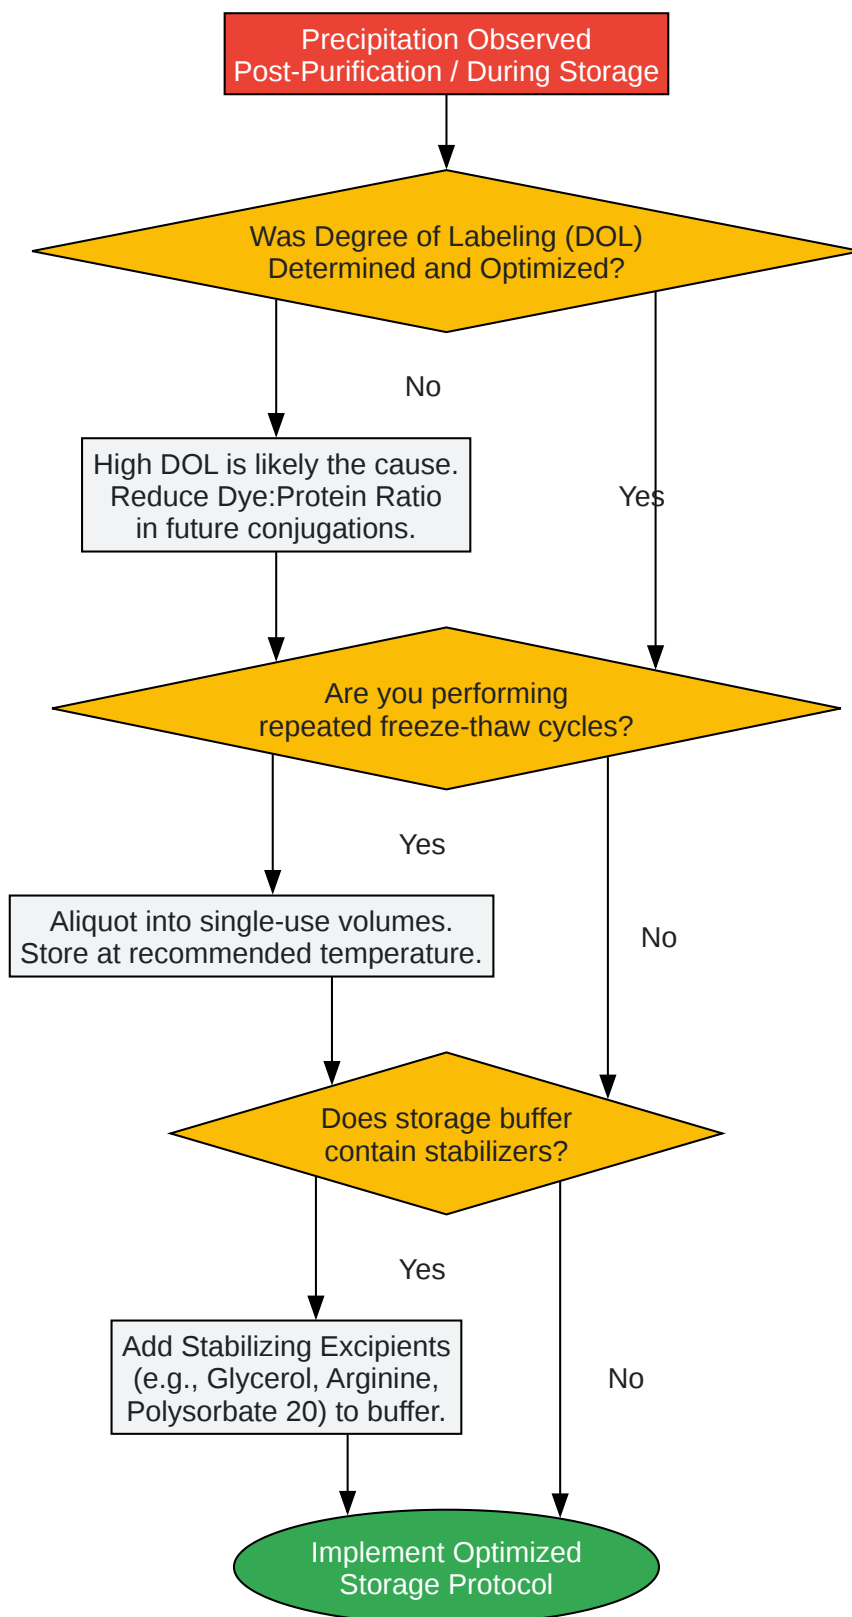 Precipitation Observed
Post-Purification / During Storage
Was Degree of Labeling (DOL)
Determined and Optimized?
No
High DOL is likely the cause.
Reduce Dye:Protein Ratio
in future conjugations.
Yes
Are you performing
repeated freeze-thaw cycles?
Yes
Aliquot into single-use volumes.
Store at recommended temperature.
No
Does storage buffer
contain stabilizers?
Yes
Add Stabilizing Excipients
(e.g., Glycerol, Arginine,
Polysorbate 20) to buffer.
No
Implement Optimized
Storage Protocol